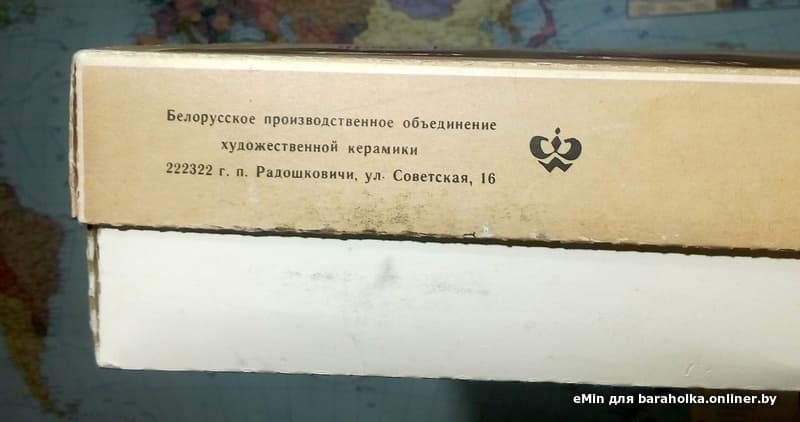 Белорусское производственное объединение
художественной керамики
222322 г. п. Радошковичи, ул. Советская, 16
eMin для baraholka.onliner.by